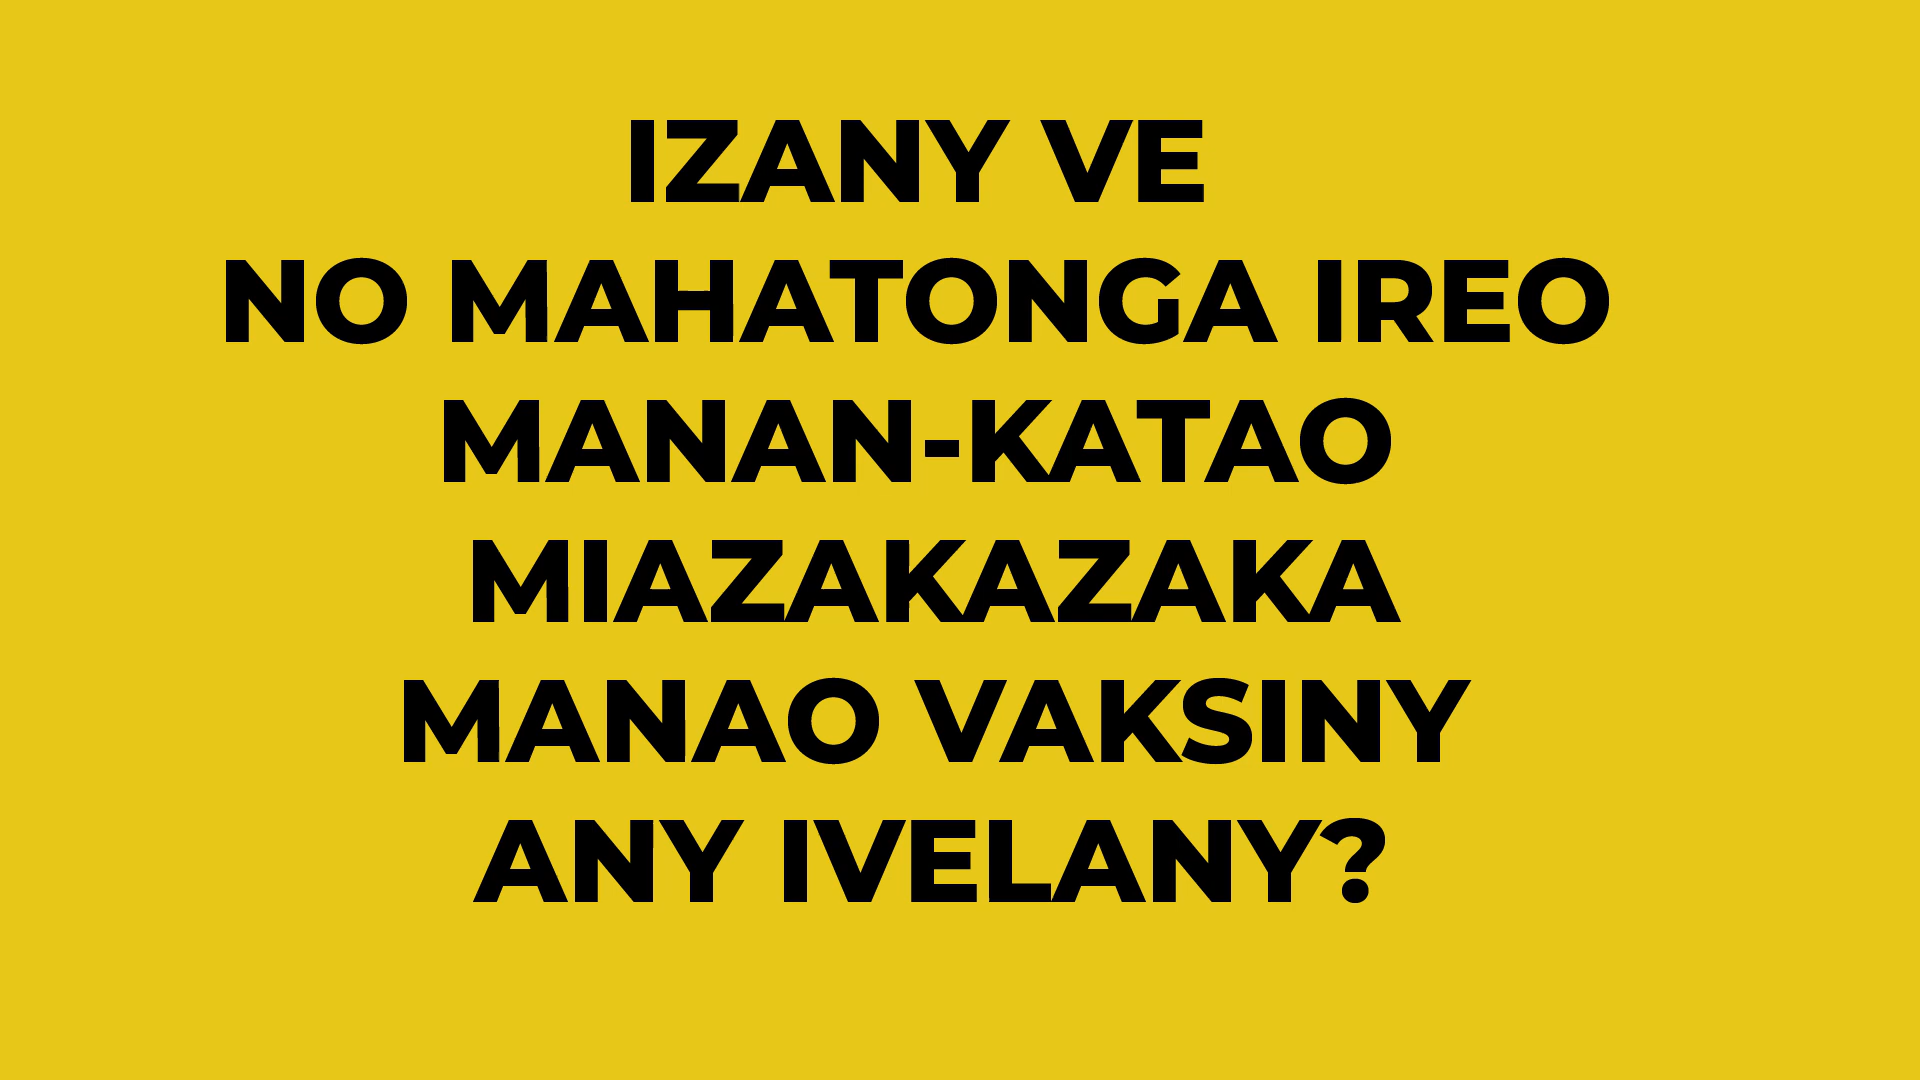 IZANY VE
NO MAHATONGA IREO
MANAN-KATAO
MIAZAKAZAKA
MANAO VAKSINY
ANY IVELANY?